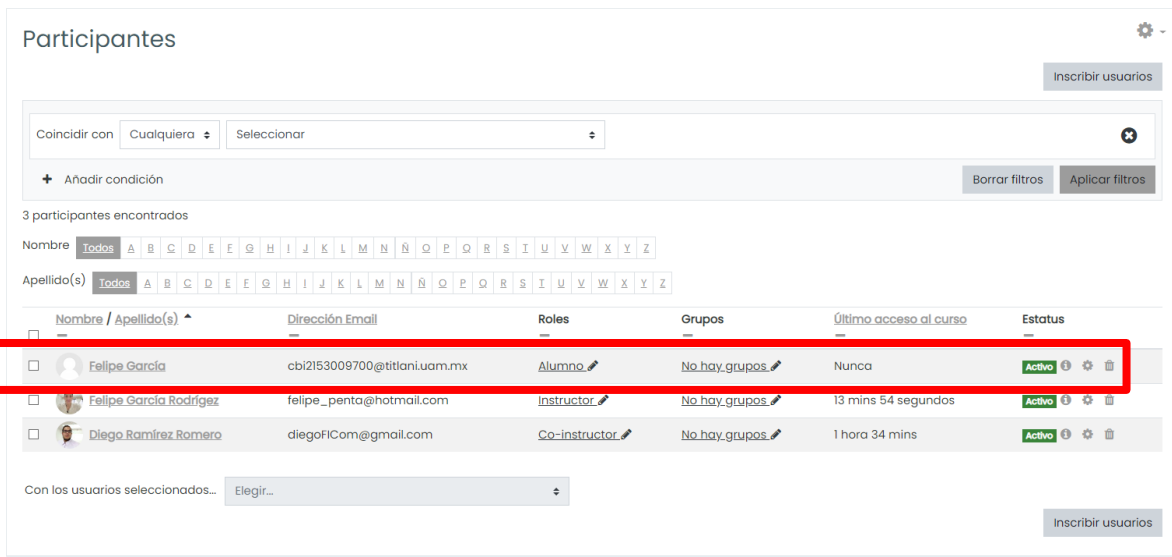 Participantes
Inscribir usuarios
Coincidir con Cualquiera Seleccionar
Añadir condición Borrar filtros Aplicar filtros
3 participantes encontrados
Nombre Todos A B C D E F G H I J K L M N Ñ O P Q R S T U V W X Y Z
Apellido(s) Todos A B C D E F G H I J K L M N Ñ O P Q R S T U V W X Y Z
Nombre / Apellido(s) Dirección Email Roles Grupos Último acceso al curso Estatus
Felipe García cbi2153009700@titlani.uam.mx Alumno No hay grupos Nunca Activo
Felipe García Rodrígez felipe_penta@hotmail.com Instructor No hay grupos 13 mins 54 segundos Activo
Diego Ramírez Romero diegoFICom@gmail.com Co-instructor No hay grupos 1 hora 34 mins Activo
Con los usuarios seleccionados... Elegir...
Inscribir usuarios